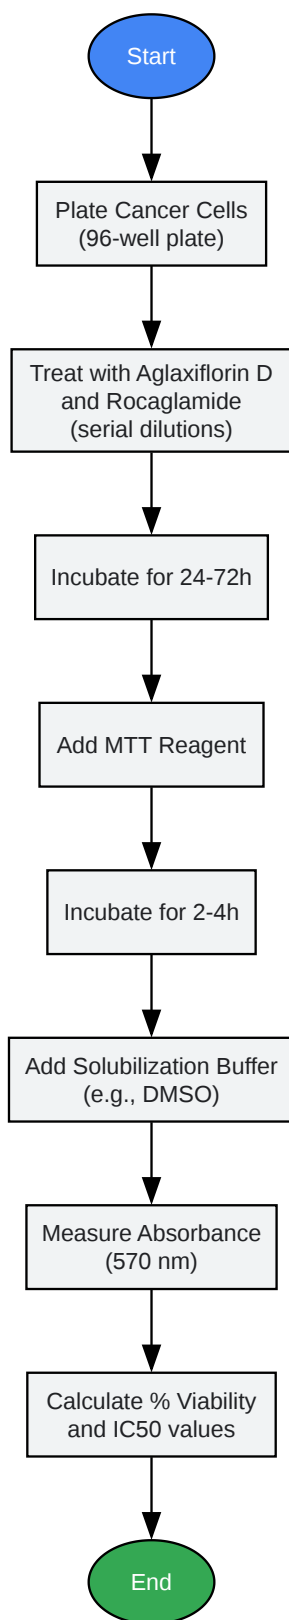 Start
Plate Cancer Cells
(96-well plate)
Treat with Aglaxiflorin D
and Rocaglamide
(serial dilutions)
Incubate for 24-72h
Add MTT Reagent
Incubate for 2-4h
Add Solubilization Buffer
(e.g., DMSO)
Measure Absorbance
(570 nm)
Calculate % Viability
and IC50 values
End